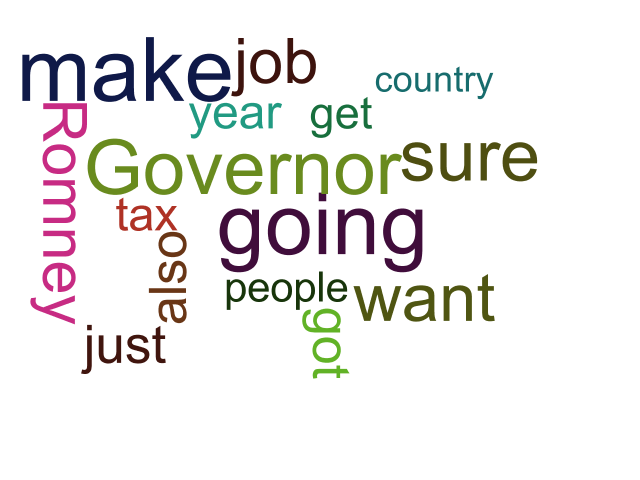 make
job
country
year
get
Romney
Governor
sure
tax
going
also
people
want
got
just